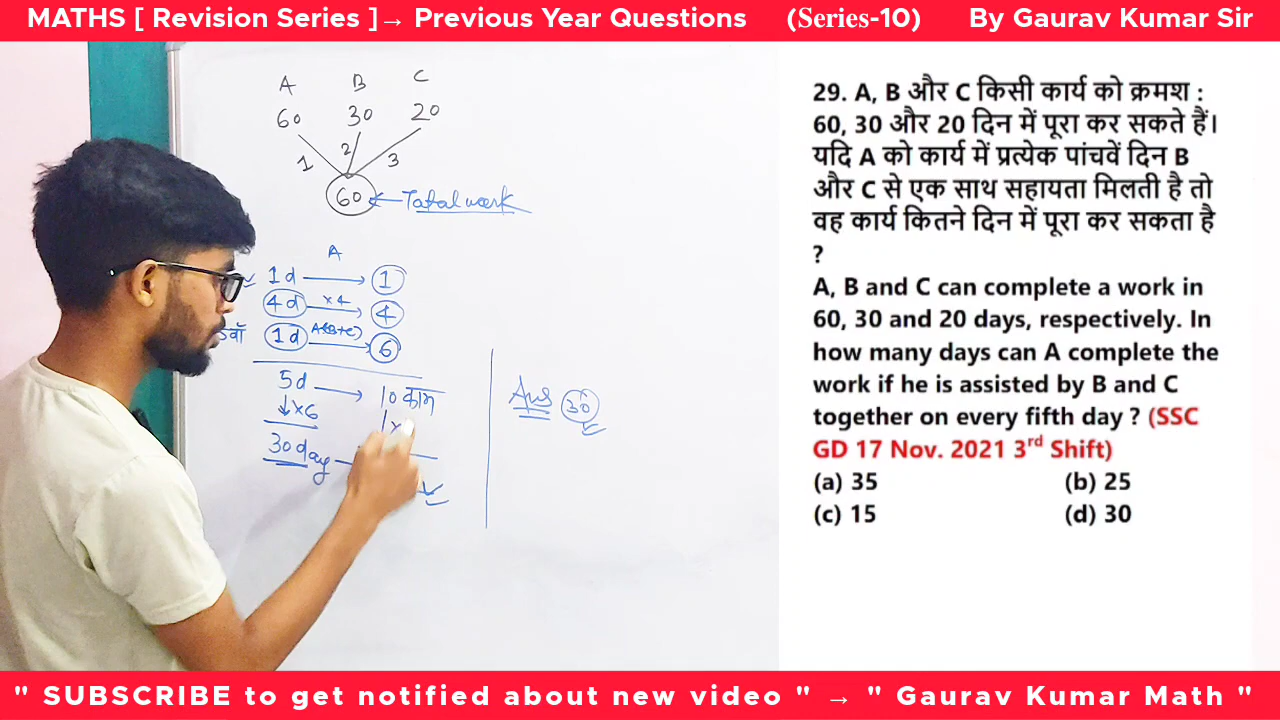 MATHS [ Revision Series ]→ Previous Year Questions (Series-10) By Gaurav Kumar Sir
A B C
60 30 20
1 2 3
60 ← Total work
A
1d → 1
4d ×4 → 4
1d A(B+C) → 6
5d → 10 काम
↓×6
30 day
Ans 30
29. A, B और C किसी कार्य को क्रमश :
60, 30 और 20 दिन में पूरा कर सकते हैं।
यदि A को कार्य में प्रत्येक पांचवें दिन B
और C से एक साथ सहायता मिलती है तो
वह कार्य कितने दिन में पूरा कर सकता है
?
A, B and C can complete a work in
60, 30 and 20 days, respectively. In
how many days can A complete the
work if he is assisted by B and C
together on every fifth day ? (SSC
GD 17 Nov. 2021 3rd Shift)
(a) 35 (b) 25
(c) 15 (d) 30
" SUBSCRIBE to get notified about new video " → " Gaurav Kumar Math "